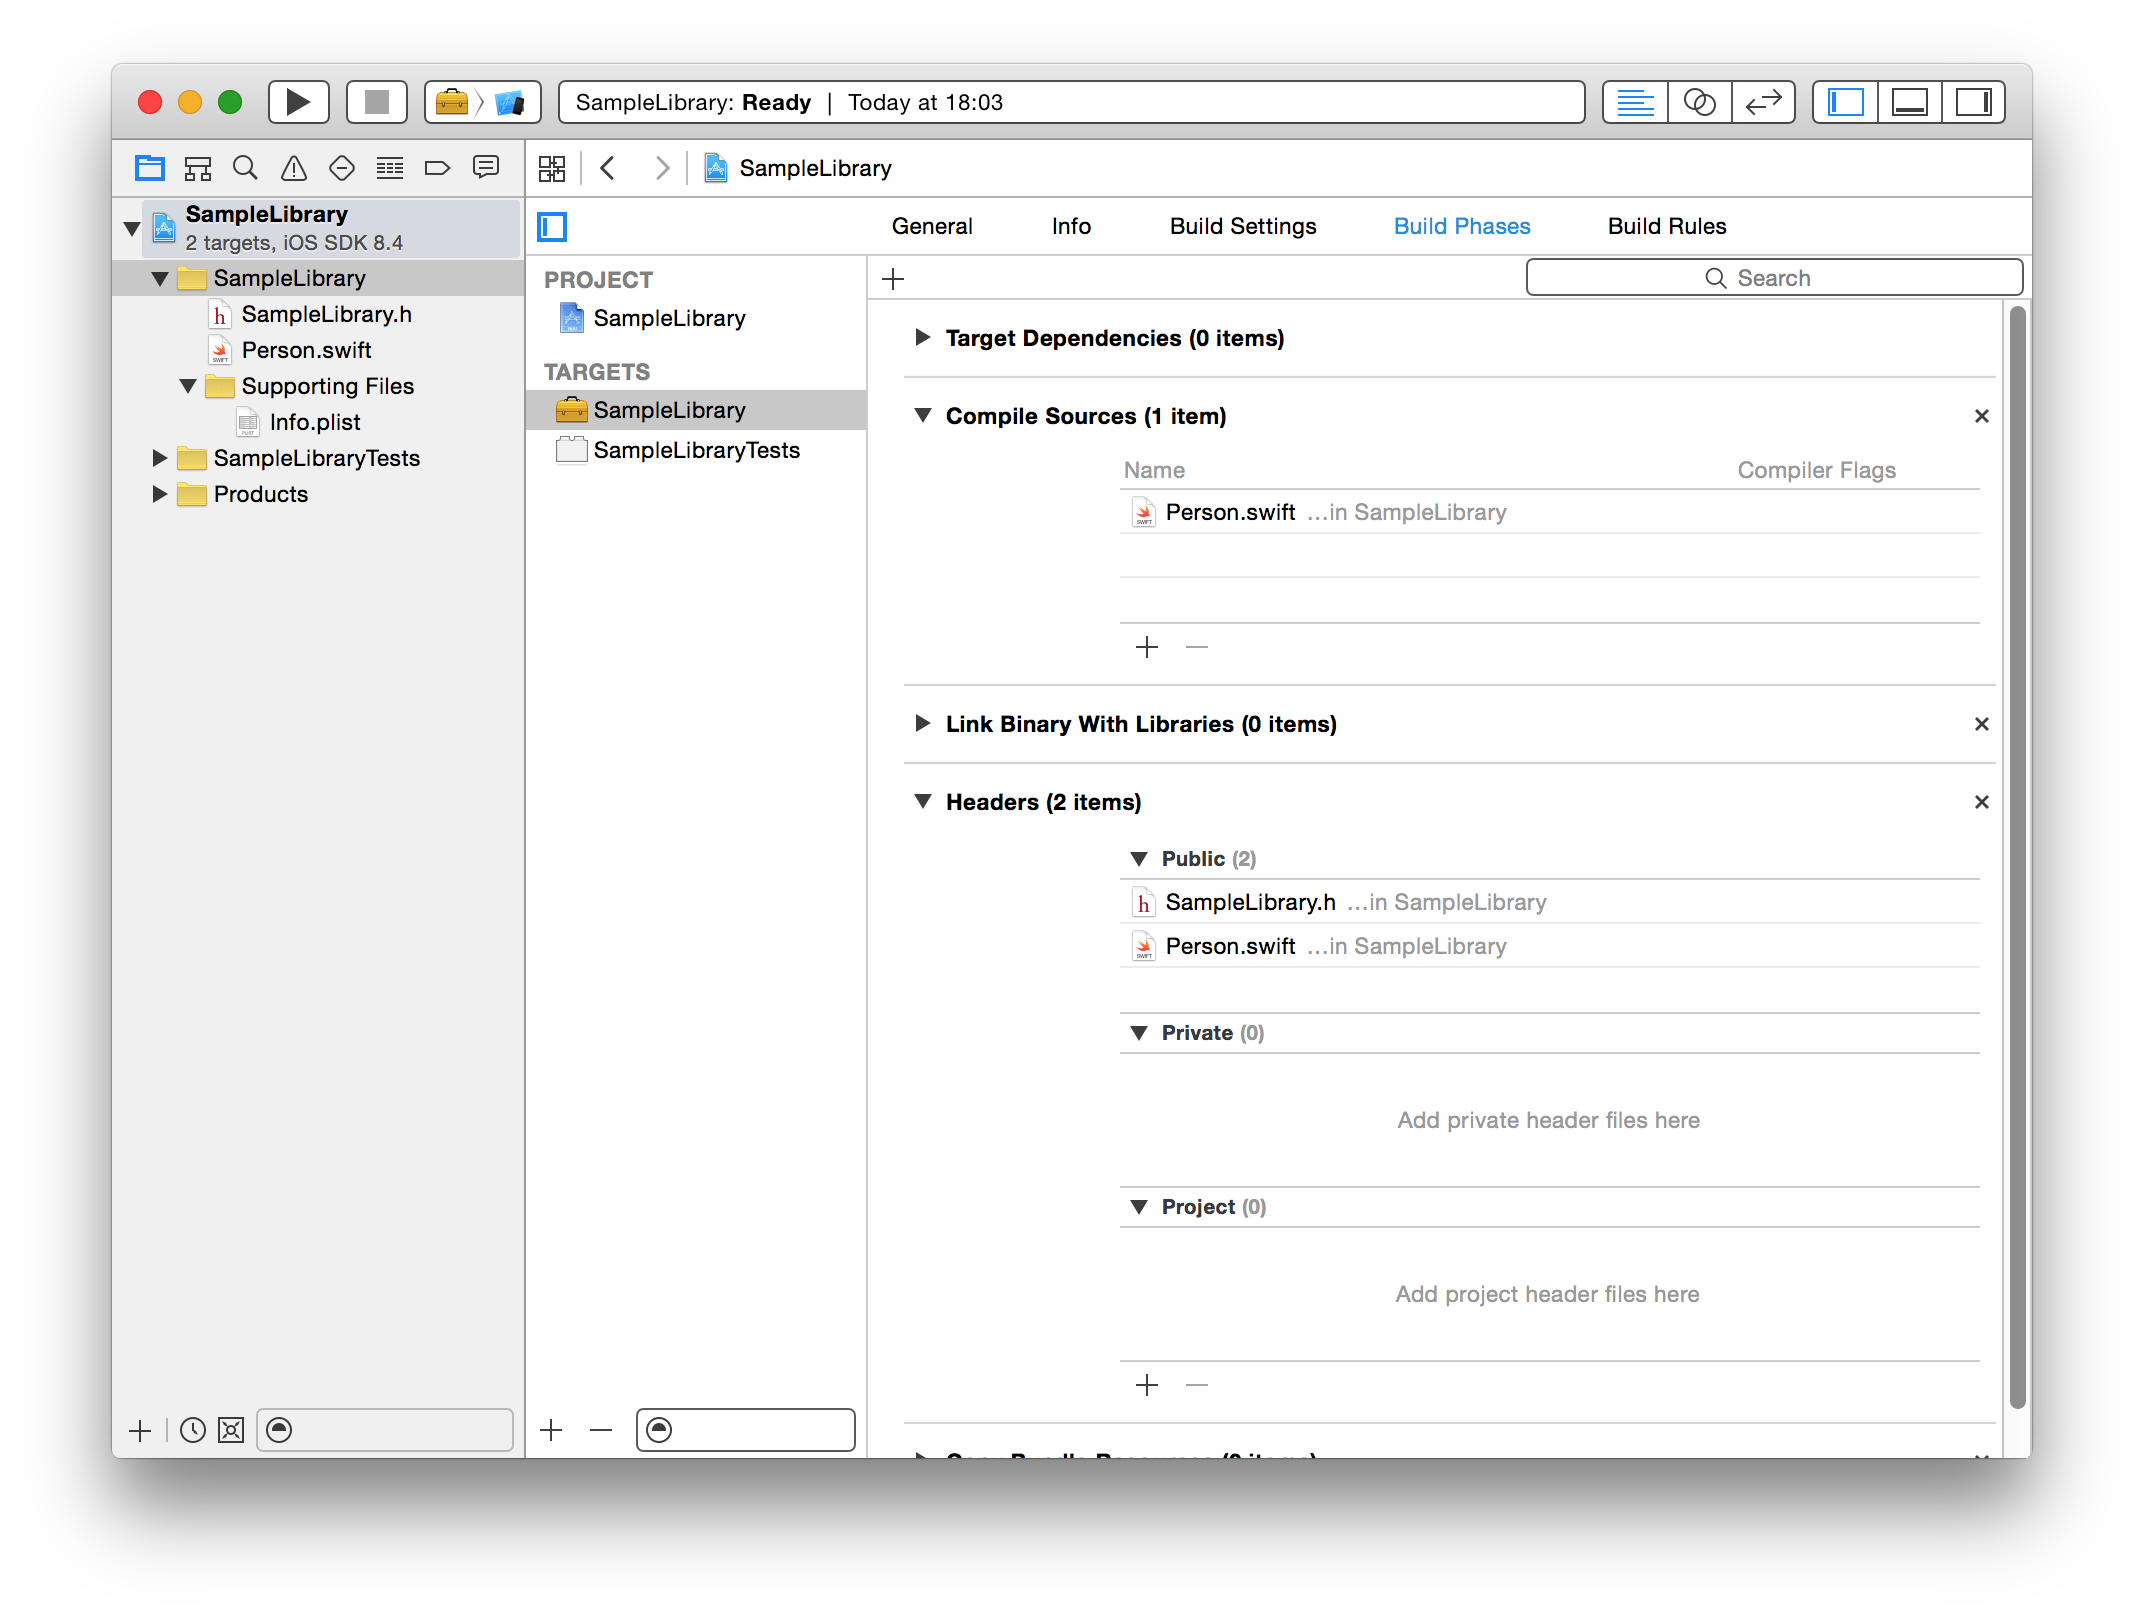 SampleLibrary: Ready | Today at 18:03
SampleLibrary
2 targets, iOS SDK 8.4
SampleLibrary
SampleLibrary.h
Person.swift
Supporting Files
Info.plist
SampleLibraryTests
Products
SampleLibrary
General Info Build Settings Build Phases Build Rules
PROJECT
SampleLibrary
TARGETS
SampleLibrary
SampleLibraryTests
Search
Target Dependencies (0 items)
Compile Sources (1 item)
Name Compiler Flags
Person.swift ...in SampleLibrary
Link Binary With Libraries (0 items)
Headers (2 items)
Public (2)
SampleLibrary.h ...in SampleLibrary
Person.swift ...in SampleLibrary
Private (0)
Add private header files here
Project (0)
Add project header files here